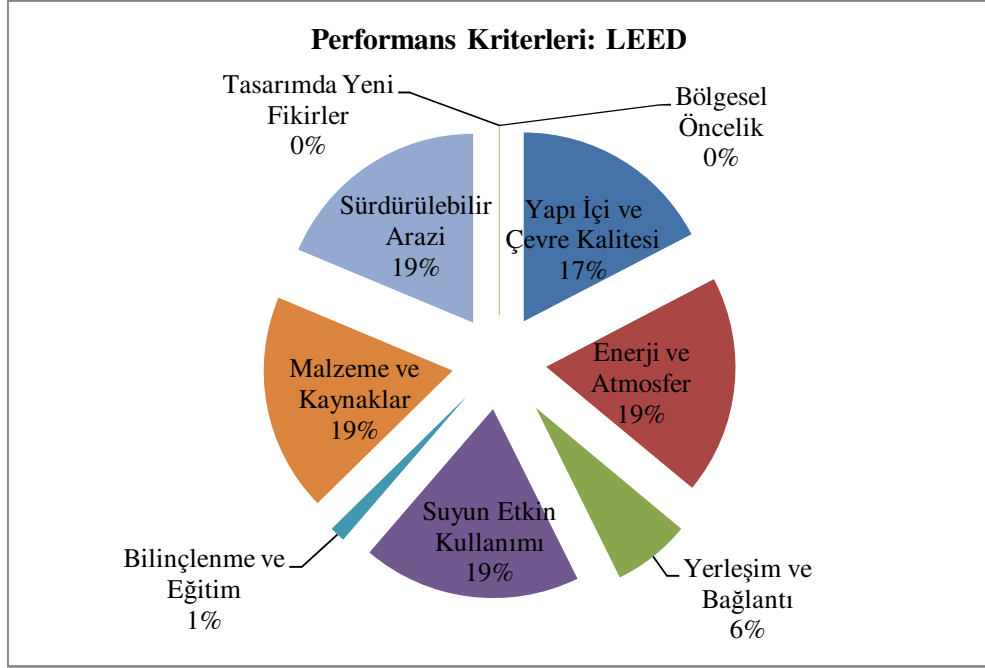 Performans Kriterleri: LEED
Tasarımda Yeni
Fikirler
0%
Bölgesel
Öncelik
0%
Sürdürülebilir
Arazi
19%
Yapı İçi ve
Çevre Kalitesi
17%
Malzeme ve
Kaynaklar
19%
Enerji ve
Atmosfer
19%
Suyun Etkin
Kullanımı
19%
Bilinçlenme ve
Eğitim
1%
Yerleşim ve
Bağlantı
6%